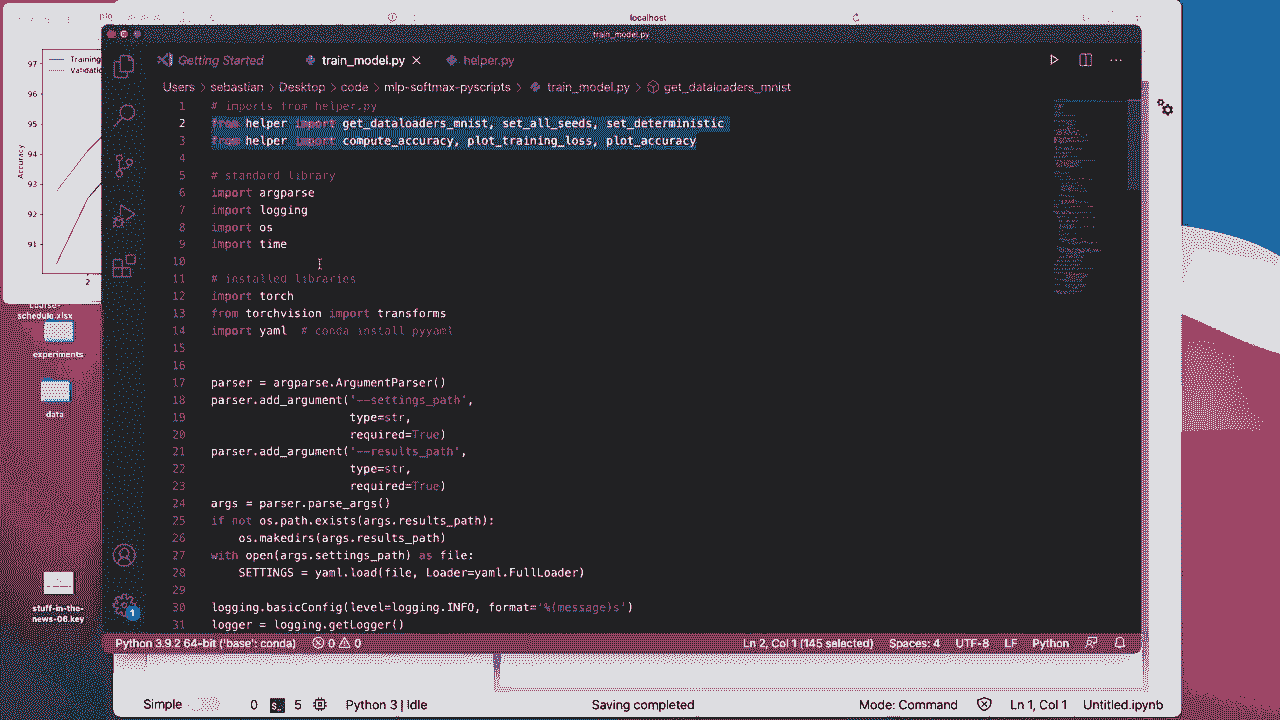 localhost
train_model.py
Training
Validatio
97
96
95
94
93
92
91
2
Accuracy
schedule.xlsx
experiments
data
stuff-in-the-
news-06.key
Getting Started
train_model.py
helper.py
Users > sebastian > Desktop > code > mlp-softmax-pyscripts > train_model.py > get_dataloaders_mnist
1 # imports from helper.py
2 from helper import get_dataloaders_mnist, set_all_seeds, set_deterministic
3 from helper import compute_accuracy, plot_training_loss, plot_accuracy
4
5 # standard library
6 import argparse
7 import logging
8 import os
9 import time
10
11 # installed libraries
12 import torch
13 from torchvision import transforms
14 import yaml  # conda install pyyaml
15
16
17 parser = argparse.ArgumentParser()
18 parser.add_argument('--settings_path',
19                     type=str,
20                     required=True)
21 parser.add_argument('--results_path',
22                     type=str,
23                     required=True)
24 args = parser.parse_args()
25 if not os.path.exists(args.results_path):
26     os.makedirs(args.results_path)
27 with open(args.settings_path) as file:
28     SETTINGS = yaml.load(file, Loader=yaml.FullLoader)
29
30 logging.basicConfig(level=logging.INFO, format='%(message)s')
31 logger = logging.getLogger()
1
Python 3.9.2 64-bit ('base': conda) 0 0 Ln 2, Col 1 (145 selected) Spaces: 4 UTF-8 LF Python
Simple 0 5 Python 3 | Idle Saving completed Mode: Command Ln 1, Col 1 Untitled.ipynb